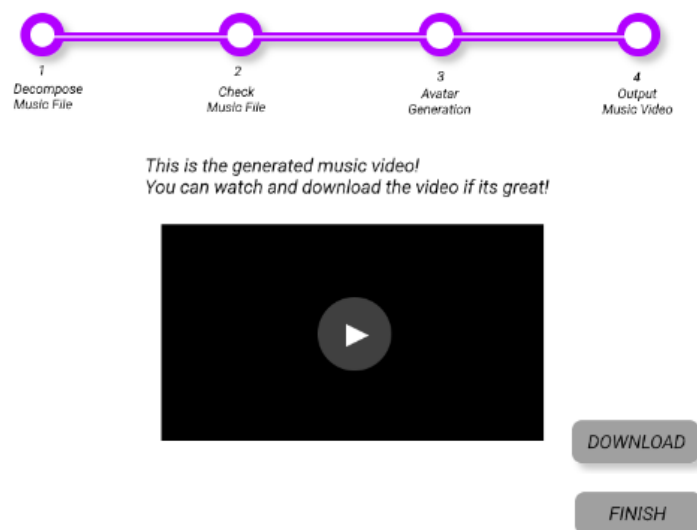 1
Decompose
Music File
2
Check
Music File
3
Avatar
Generation
4
Output
Music Video
This is the generated music video!
You can watch and download the video if its great!
DOWNLOAD
FINISH